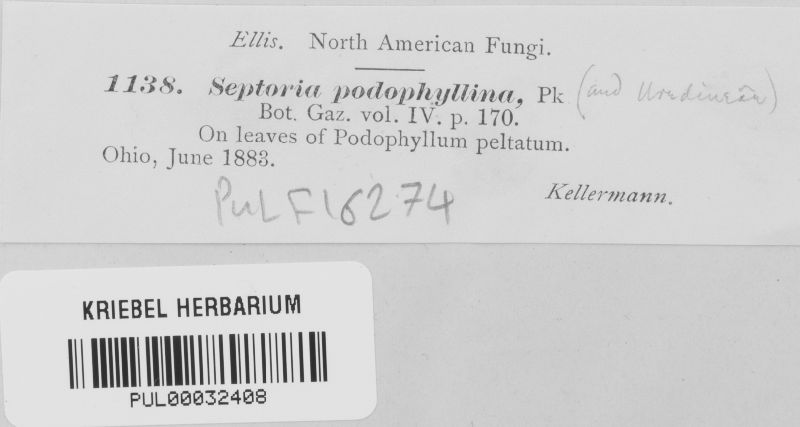 Ellis. North American Fungi.
1138. Septoria podophyllina, Pk (and Uredineae)
Bot. Gaz. vol. IV. p. 170.
On leaves of Podophyllum peltatum.
Ohio, June 1883.
Kellermann.
PUL F16274
KRIEBEL HERBARIUM
PUL00032408